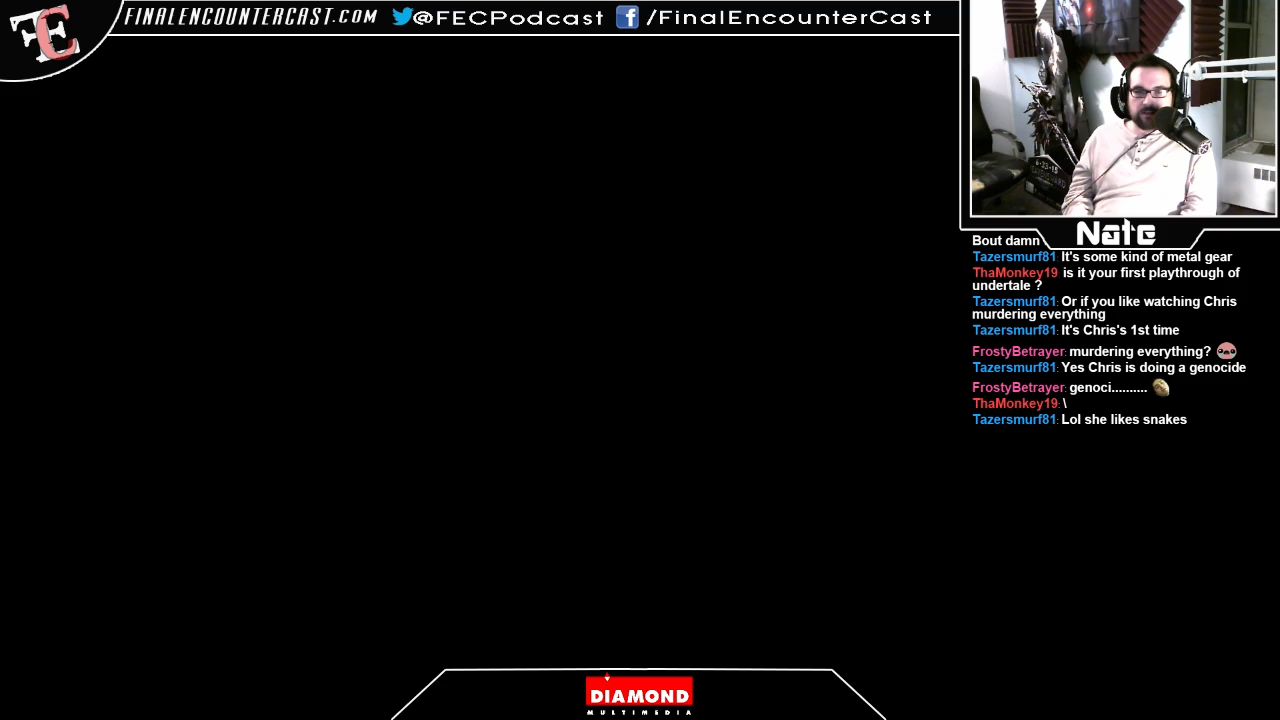 FINALENCOUNTERCAST.COM @FECPodcast /FinalEncounterCast
FEC
Nate
Bout damn
Tazersmurf81: It's some kind of metal gear
ThaMonkey19 is it your first playthrough of
undertale ?
Tazersmurf81: Or if you like watching Chris
murdering everything
Tazersmurf81: It's Chris's 1st time
FrostyBetrayer: murdering everything?
Tazersmurf81: Yes Chris is doing a genocide
FrostyBetrayer: genoci..........
ThaMonkey19: \
Tazersmurf81: Lol she likes snakes
DIAMOND
MULTIMEDIA